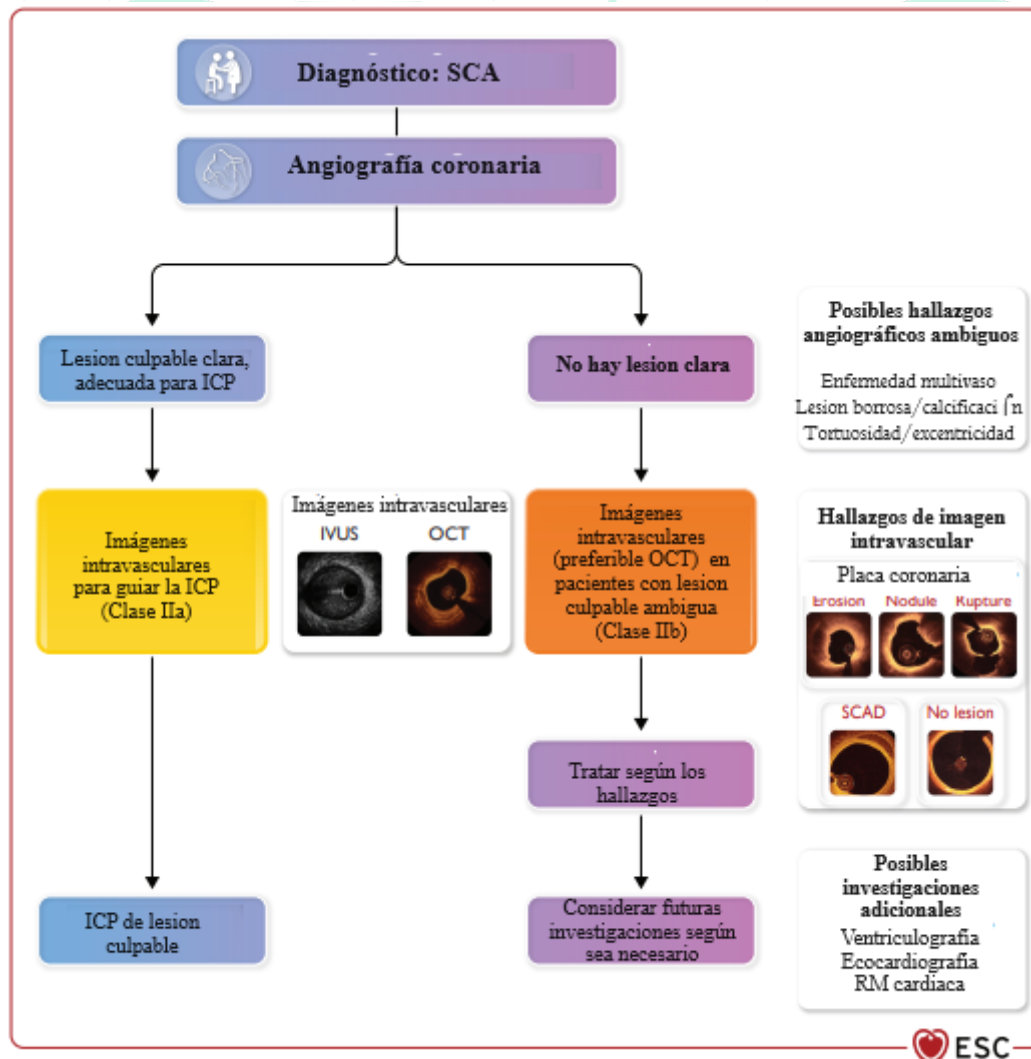 Diagnóstico: SCA
Angiografía coronaria
Lesion culpable clara,
adecuada para ICP
No hay lesion clara
Posibles hallazgos
angiográficos ambiguos
Enfermedad multivaso
Lesion borrosa/calcificaci ʃn
Tortuosidad/excentricidad
Imágenes
intravasculares
para guiar la ICP
(Clase IIa)
Imágenes intravasculares
IVUS
OCT
Imágenes
intravasculares
(preferible OCT) en
pacientes con lesion
culpable ambigua
(Clase IIb)
Hallazgos de imagen
intravascular
Placa coronaria
Erosion
Nodule
Rupture
SCAD
No lesion
Tratar según los
hallazgos
ICP de lesion
culpable
Considerar futuras
investigaciones según
sea necesario
Posibles
investigaciones
adicionales
Ventriculografía
Ecocardiografía
RM cardiaca
ESC